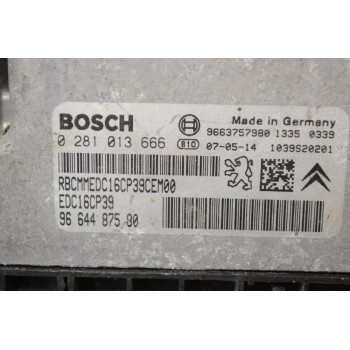 BOSCH
Made in Germany
9663757980 1335 0339
0 281 013 666
810
07-05-14
1039S20201
RBCMMEDC16CP39CEM00
EDC16CP39
96 644 875 80